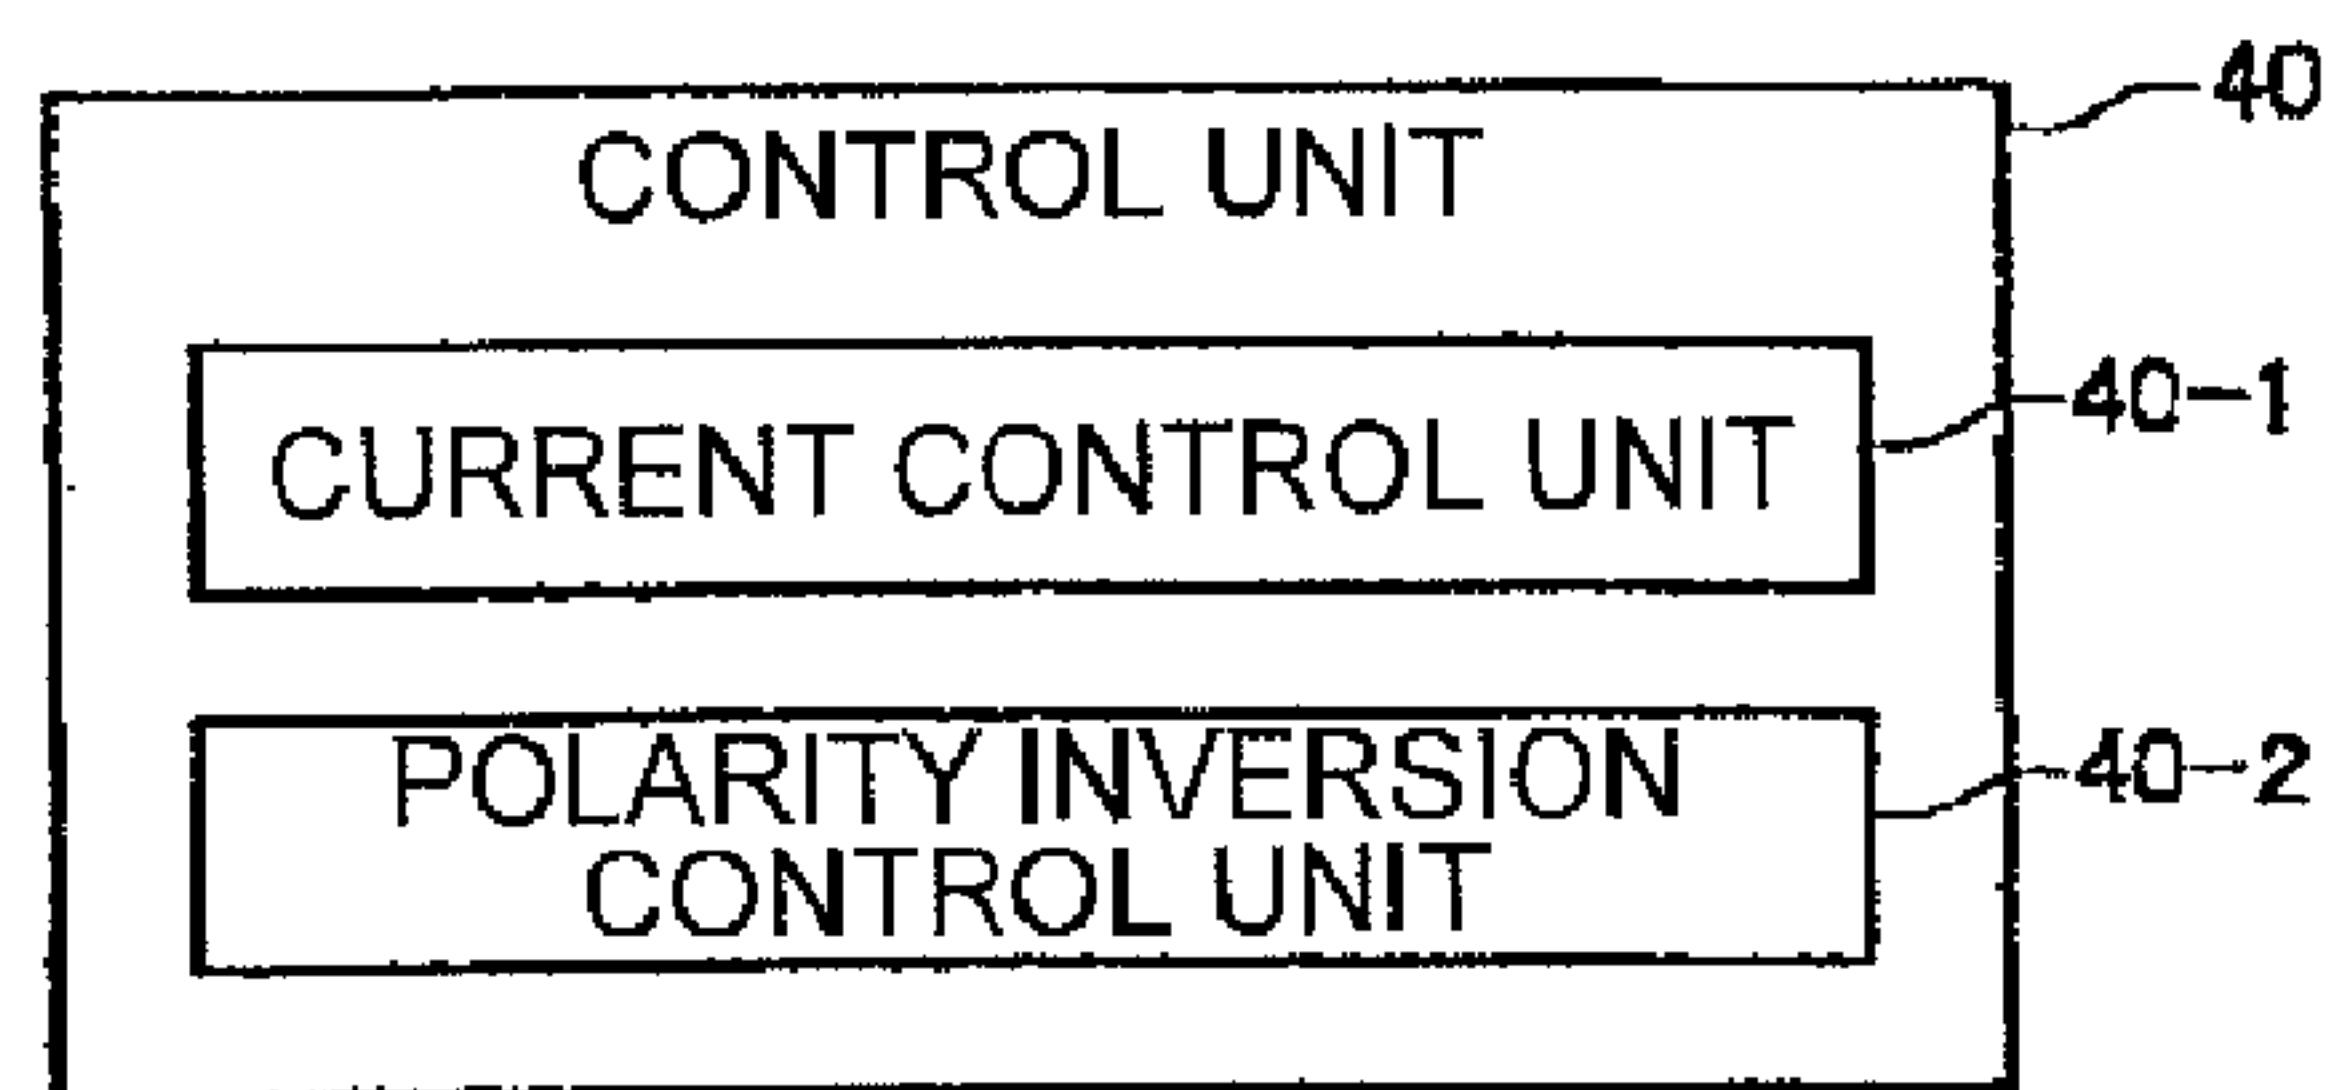 40
CONTROL UNIT
40-1
CURRENT CONTROL UNIT
40-2
POLARITY INVERSION
CONTROL UNIT